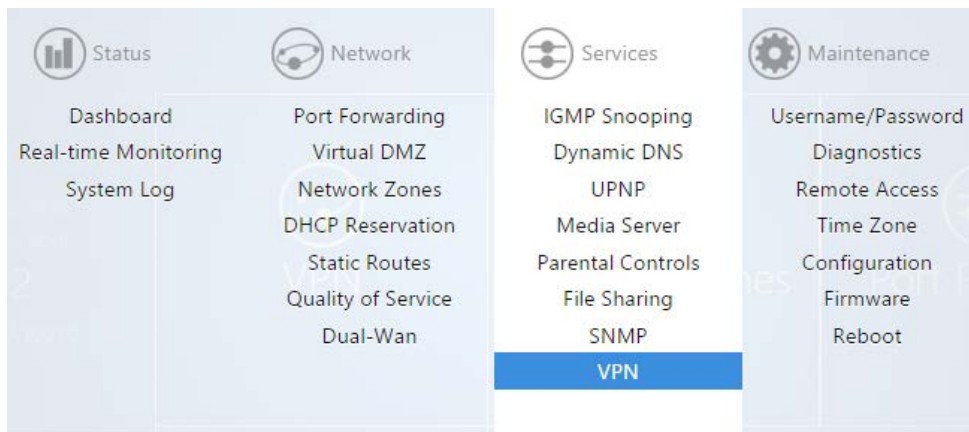 Status
Dashboard
Real-time Monitoring
System Log
Network
Port Forwarding
Virtual DMZ
Network Zones
DHCP Reservation
Static Routes
Quality of Service
Dual-Wan
Services
IGMP Snooping
Dynamic DNS
UPNP
Media Server
Parental Controls
File Sharing
SNMP
VPN
Maintenance
Username/Password
Diagnostics
Remote Access
Time Zone
Configuration
Firmware
Reboot
VPN